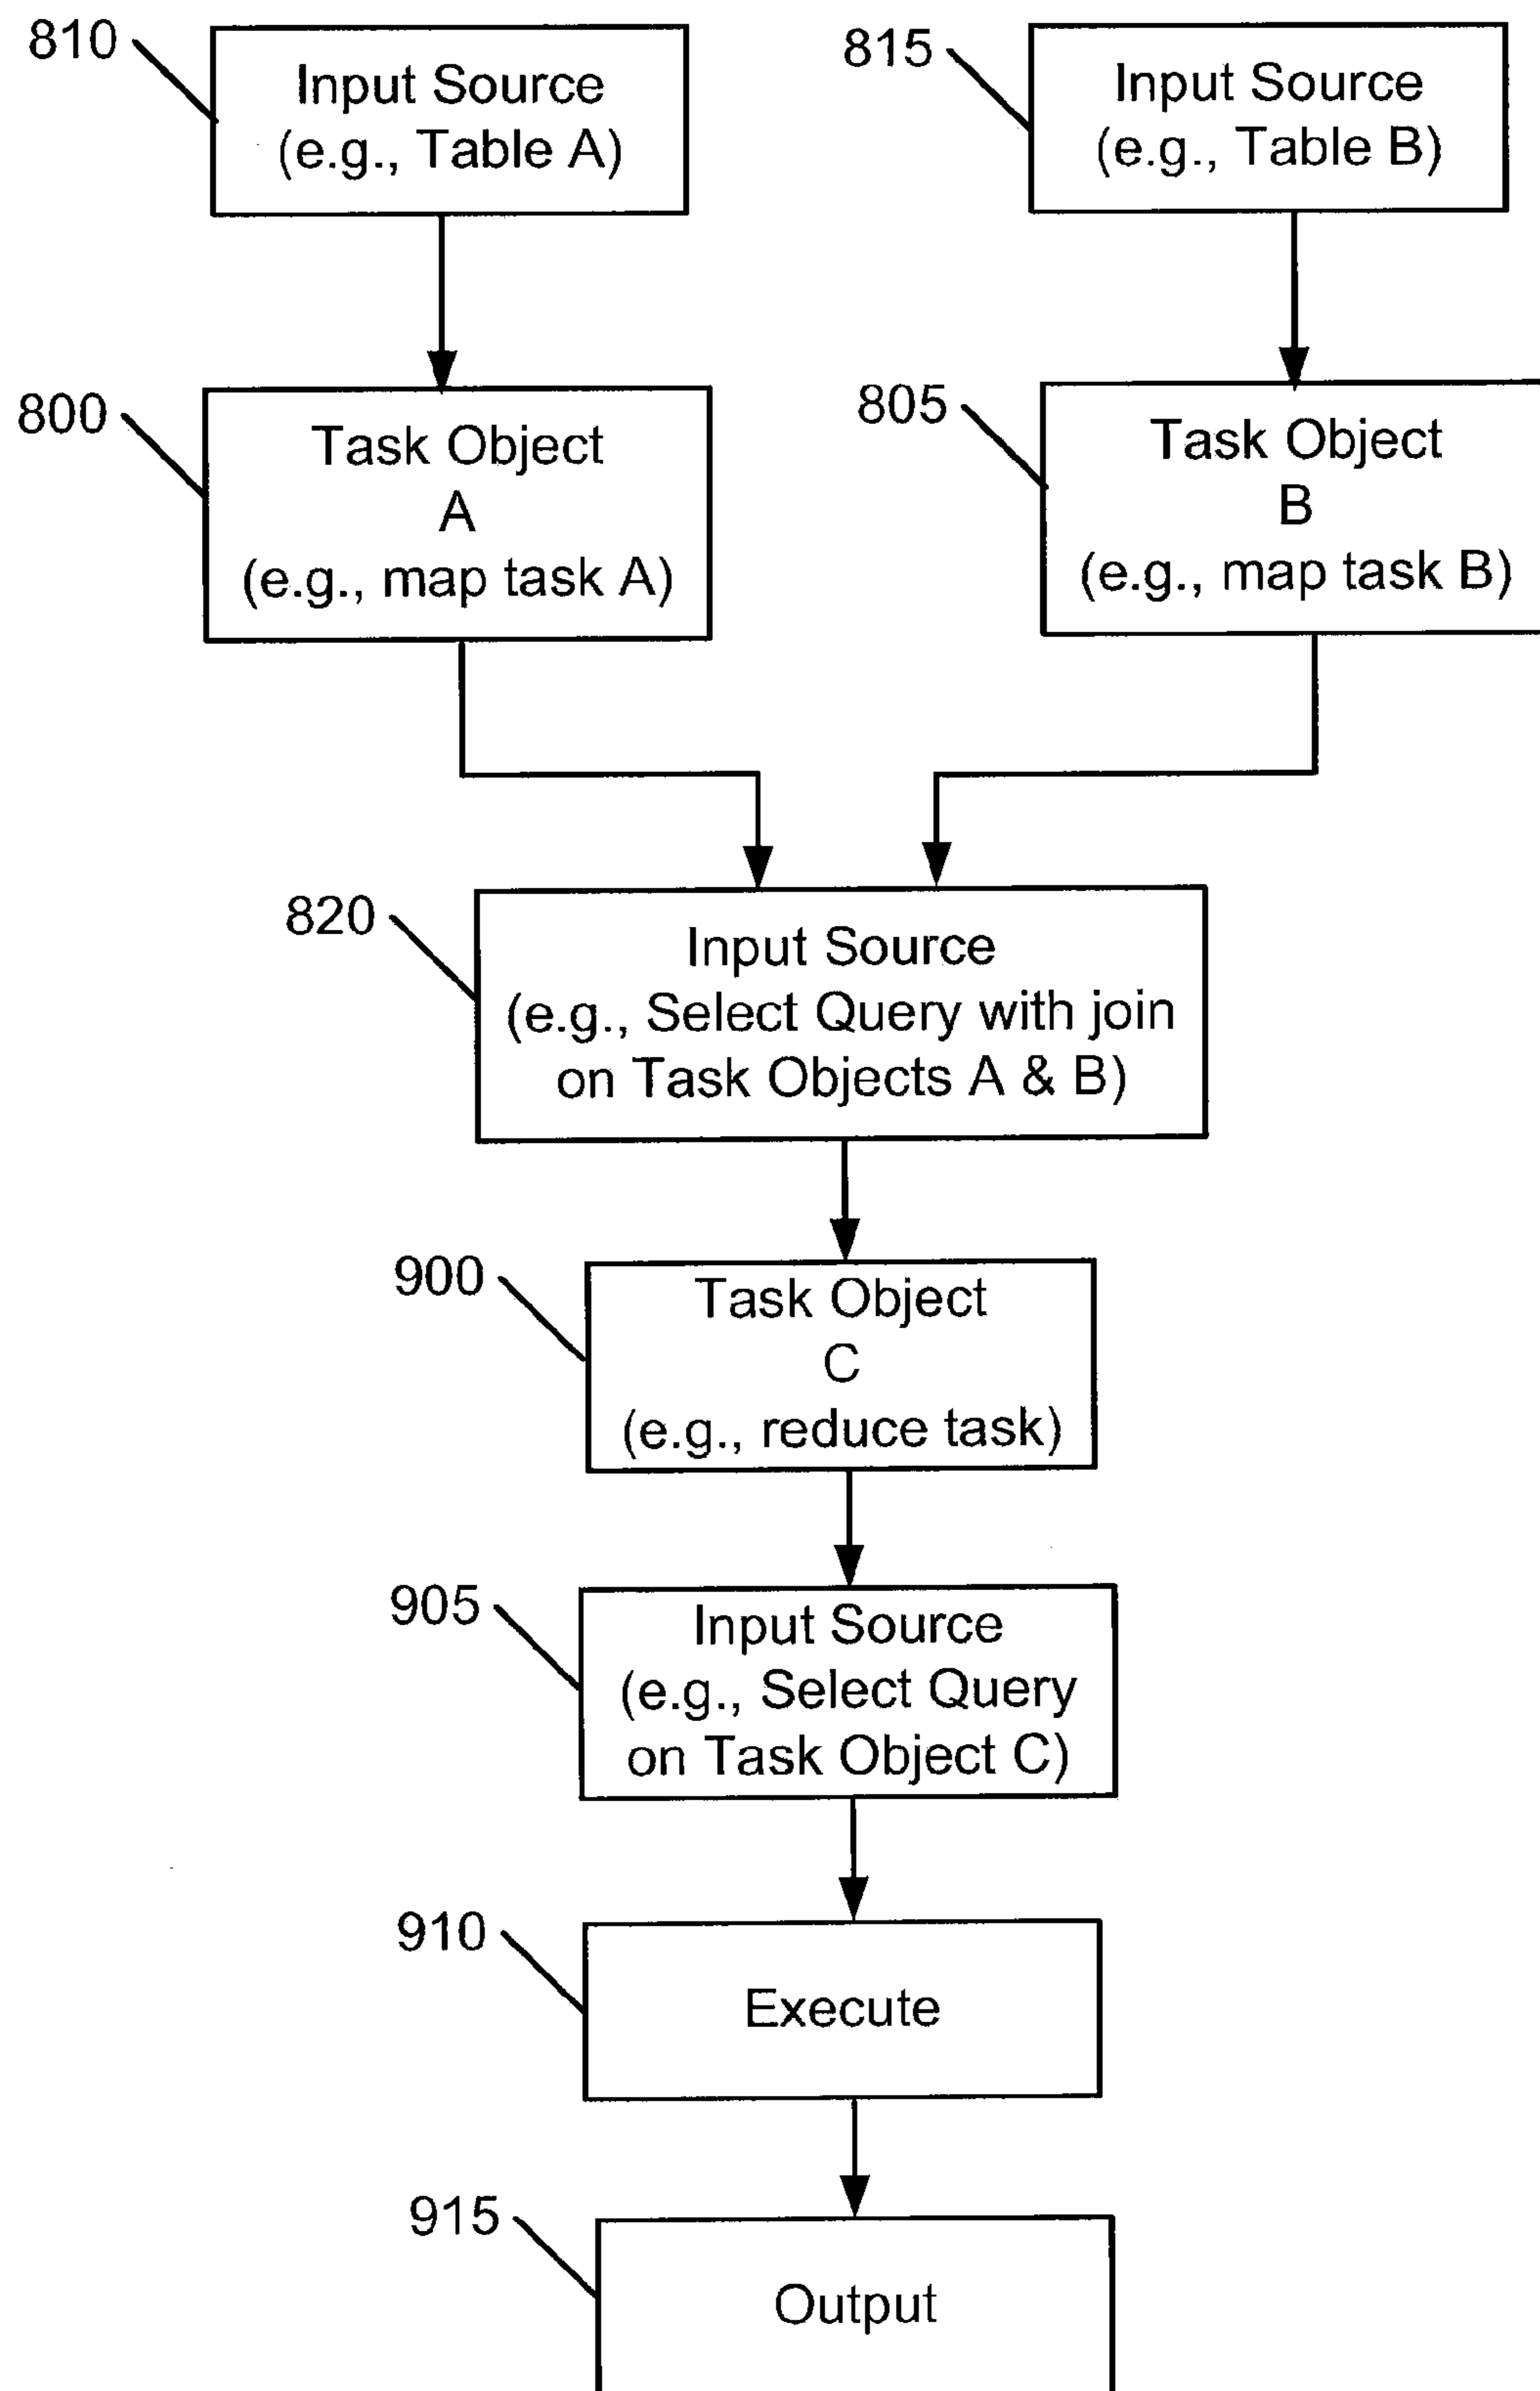 810
Input Source
(e.g., Table A)
815
Input Source
(e.g., Table B)
800
Task Object
A
(e.g., map task A)
805
Task Object
B
(e.g., map task B)
820
Input Source
(e.g., Select Query with join
on Task Objects A & B)
900
Task Object
C
(e.g., reduce task)
905
Input Source
(e.g., Select Query
on Task Object C)
910
Execute
915
Output